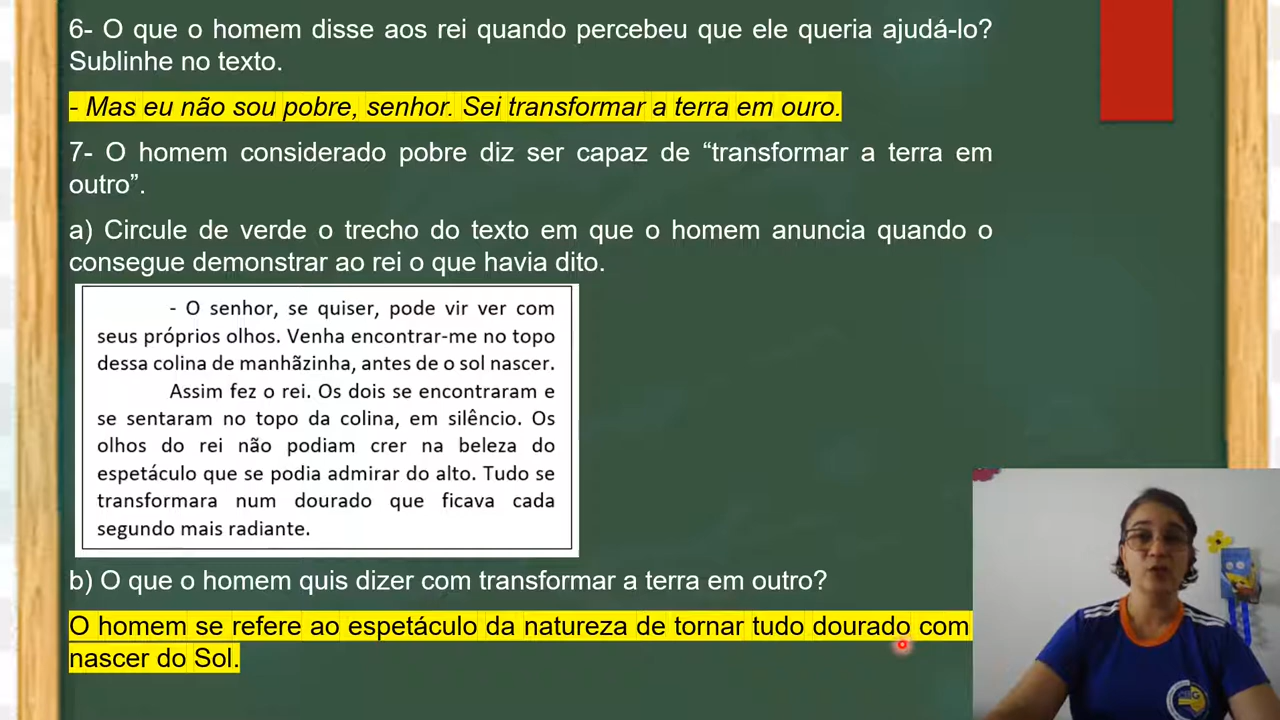 6- O que o homem disse aos rei quando percebeu que ele queria ajudá-lo?
Sublinhe no texto.
- Mas eu não sou pobre, senhor. Sei transformar a terra em ouro.
7- O homem considerado pobre diz ser capaz de “transformar a terra em
outro”.
a) Circule de verde o trecho do texto em que o homem anuncia quando o
consegue demonstrar ao rei o que havia dito.
- O senhor, se quiser, pode vir ver com
seus próprios olhos. Venha encontrar-me no topo
dessa colina de manhãzinha, antes de o sol nascer.
Assim fez o rei. Os dois se encontraram e
se sentaram no topo da colina, em silêncio. Os
olhos do rei não podiam crer na beleza do
espetáculo que se podia admirar do alto. Tudo se
transformara num dourado que ficava cada
segundo mais radiante.
b) O que o homem quis dizer com transformar a terra em outro?
O homem se refere ao espetáculo da natureza de tornar tudo dourado com
nascer do Sol.